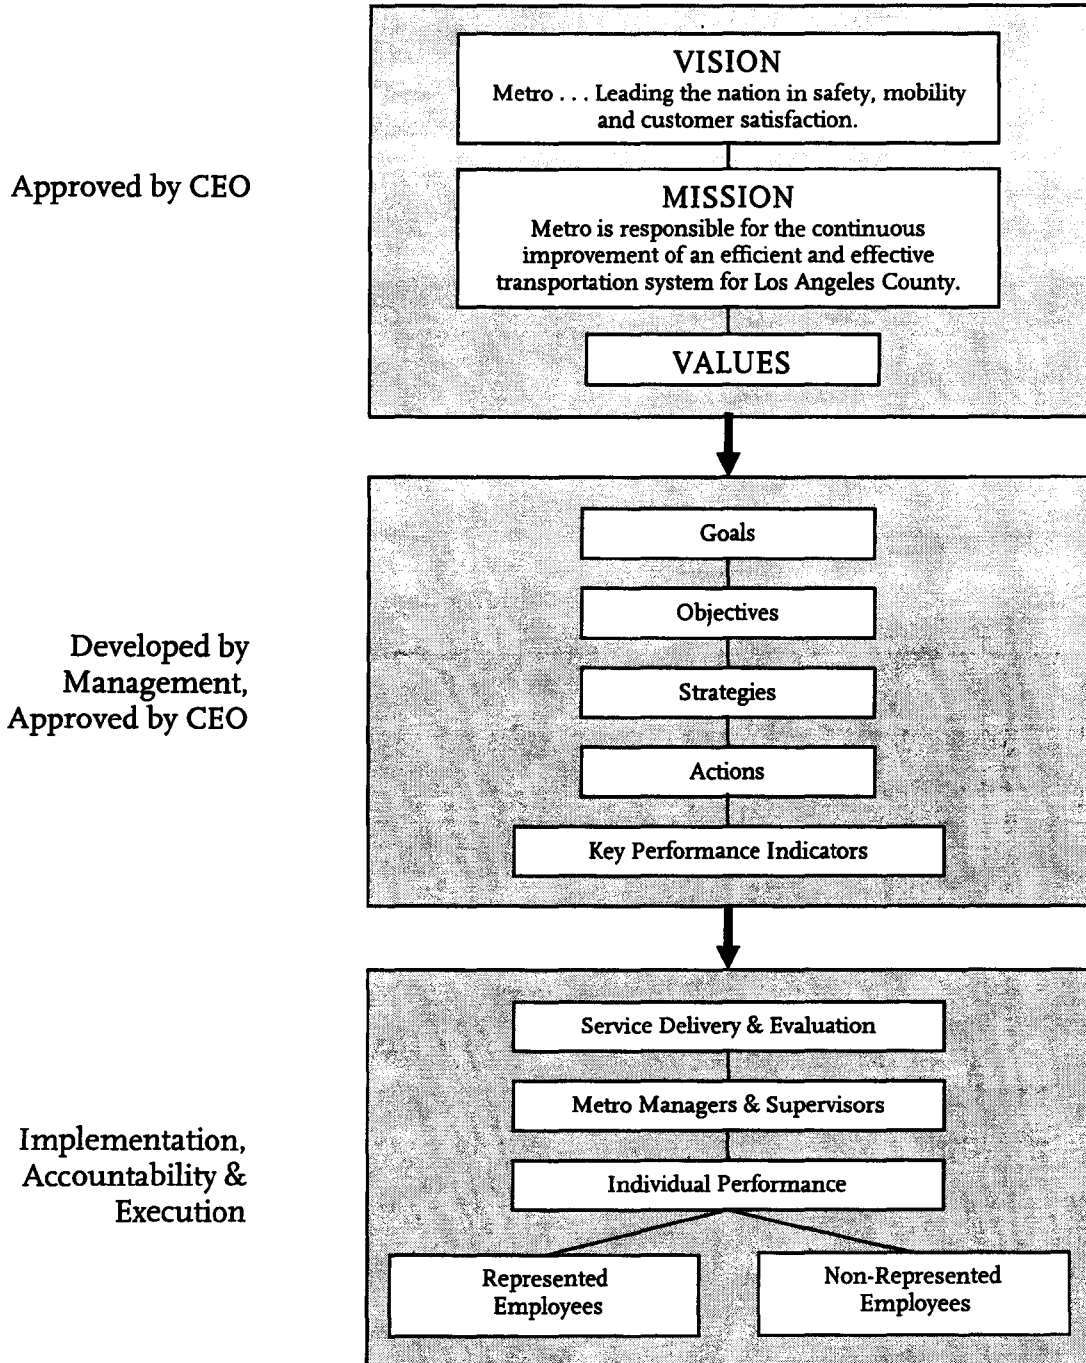 VISION
Metro . . . Leading the nation in safety, mobility
and customer satisfaction.
Approved by CEO
MISSION
Metro is responsible for the continuous
improvement of an efficient and effective
transportation system for Los Angeles County.
VALUES
Goals
Objectives
Developed by
Management,
Approved by CEO
Strategies
Actions
Key Performance Indicators
Service Delivery & Evaluation
Metro Managers & Supervisors
Implementation,
Accountability &
Execution
Individual Performance
Represented
Employees
Non-Represented
Employees